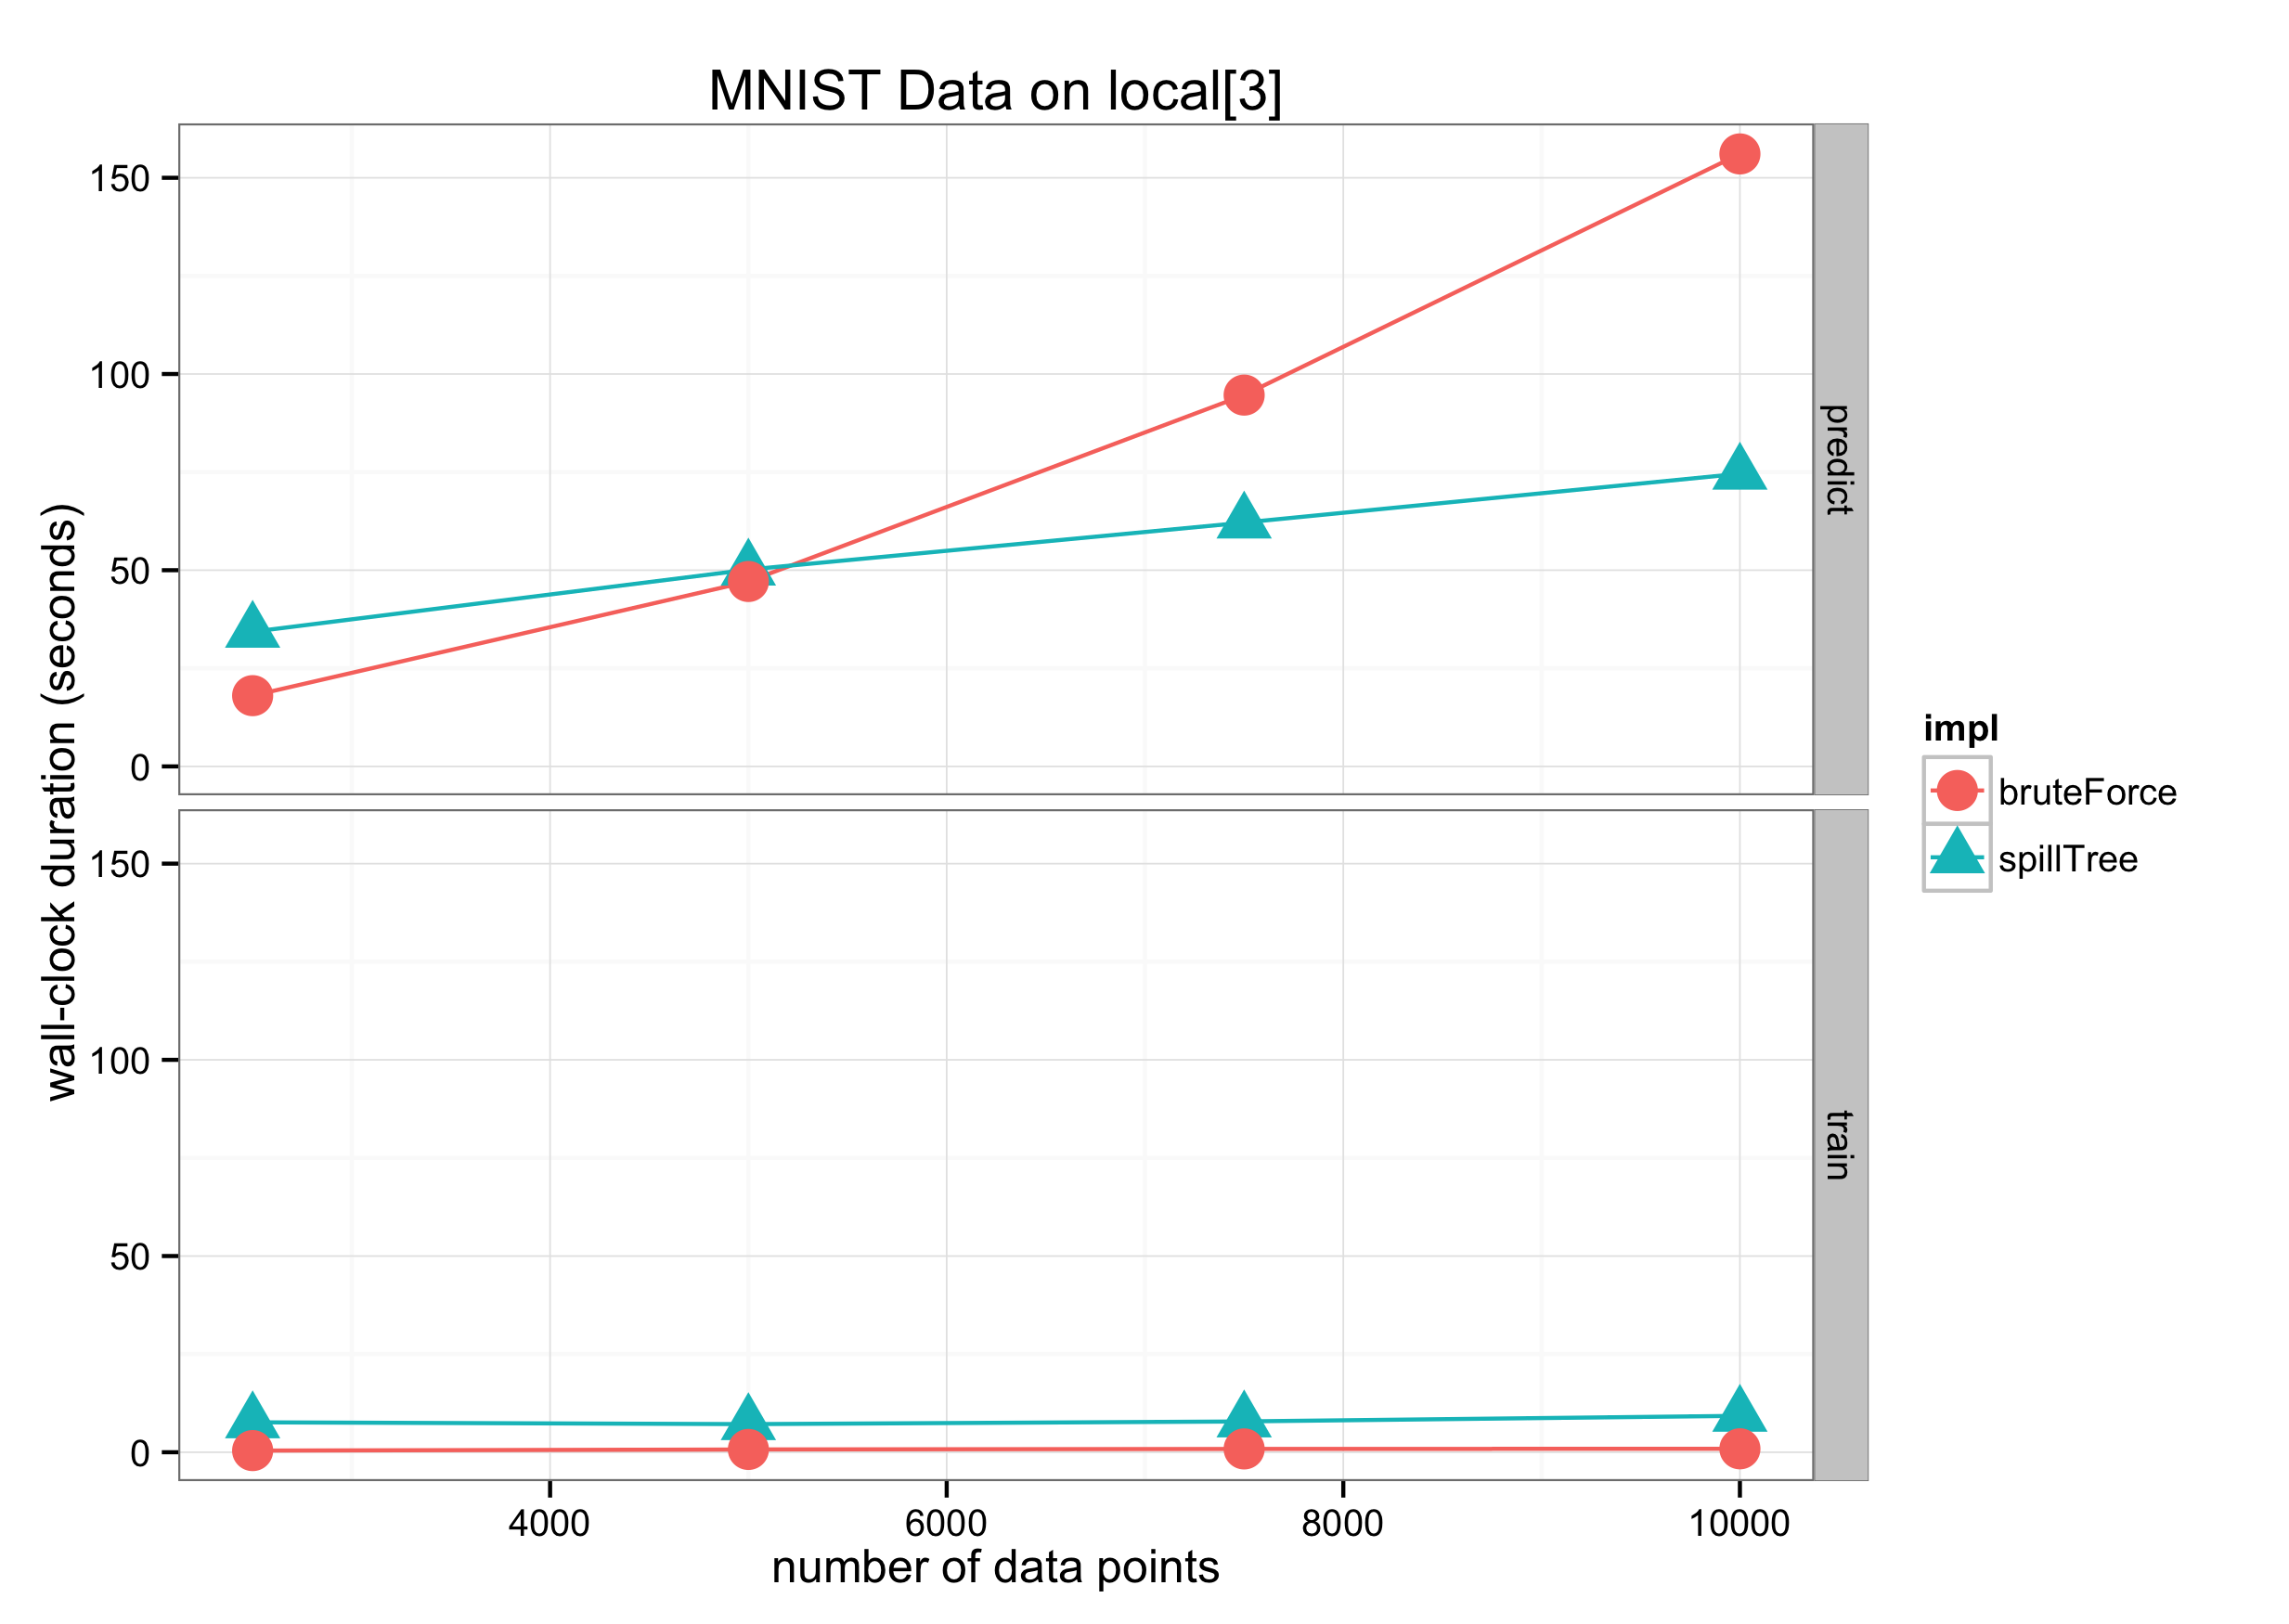 MNIST Data on local[3]
wall-clock duration (seconds)
150
100
50
0
predict
150
100
50
0
train
4000 6000 8000 10000
number of data points
impl
bruteForce
spillTree